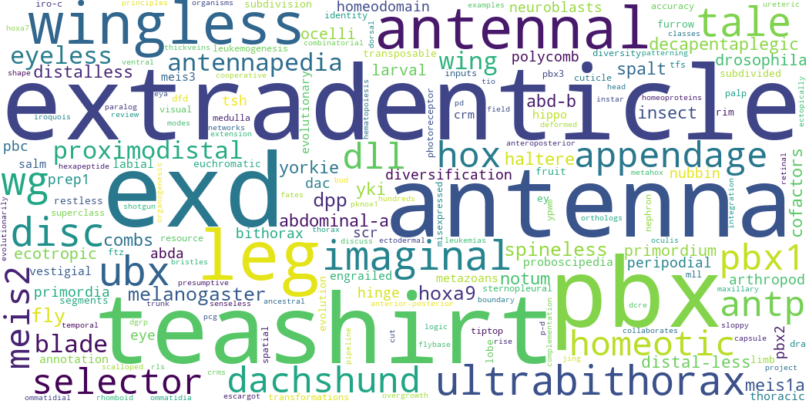 iro-c principles organisms subdivision homeodomain neuroblasts accuracy ureteric
hoxa7 wingless identity dorsal antennal examples classes tale
thickveins leukemogenesis ocelli combinatorial transposable furrow decapentaplegic
eyeless ventral cooperative antennapedia wing polycomb diversity patterning tfs drosophila
shape distalless meis3 larval inputs pbx3 cuticle spalt subdivided ectopically
extradenticle
paralog eya dfd tsh evolutionary hematopoiesis pd field instar head homeoproteins palp
iroquois review visual medulla photoreceptor tio crm abd-b hippo insect rim
modes networks extension deformed anteroposterior
pbc proximodistal dll hox appendage cofactors
salm hexapeptide labial euchromatic yorkie diversification haltere fruit metahox retinal
wg prep1 exd dac yki antenna nubbin
restless organogenesis fates bud ey ypwm nephron integration
superclass shotgun dpp pknox1 hundreds orthologs
evolutionarily disc combs bithorax scr thorax abdominal-a misexpressed oculis
ecotropic ftz abda resource leg discuss ectodermal leukemias spineless primordium pbx1
vestigial ubx bristles imaginal engrailed metazoans proboscipedia mll peripodial
primordia trunk presumptive senseless ancestral sternopleural notum dcre arthropod
meis2 segments melanogaster pcg hinge hoxa9 boundary pbx maxillary antp
fly temporal teashirt evolution anterior-posterior
blade dgrp eye spatial cut logic tiptop p-d homeotic collaborates sloppy pbx2 dra
annotation scalloped rls pipeline flybase lobe rise complementation distal-less capsule limb
selector crms dachshund jing ultrabithorax project meis1a
ommatidial rhomboid ommatidia escargot transformations overgrowth thoracic